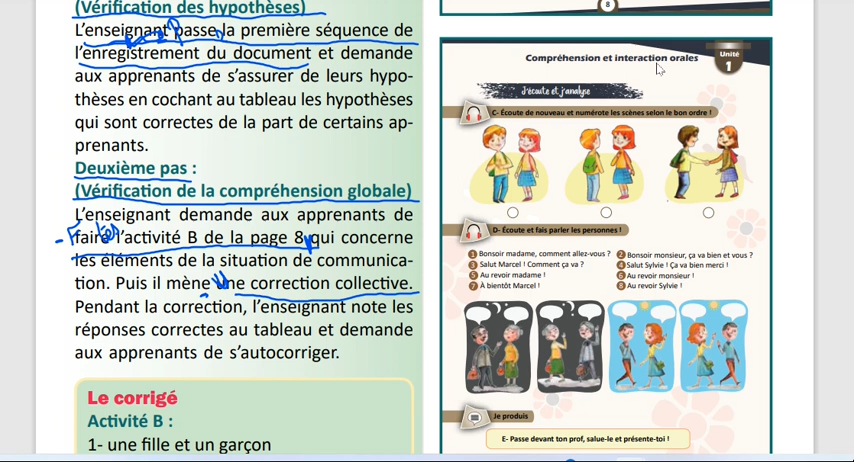 (Vérification des hypothèses)
L'enseignant passe la première séquence de
l'enregistrement du document et demande
aux apprenants de s'assurer de leurs hypo-
thèses en cochant au tableau les hypothèses
qui sont correctes de la part de certains ap-
prenants.
Deuxième pas :
(Vérification de la compréhension globale)
L'enseignant demande aux apprenants de
faire l'activité B de la page 8, qui concerne
les éléments de la situation de communica-
tion. Puis il mène une correction collective.
Pendant la correction, l'enseignant note les
réponses correctes au tableau et demande
aux apprenants de s'autocorriger.
Le corrigé
Activité B :
1- une fille et un garçon
8
Compréhension et interaction orales
Unité
1
J'écoute et j'analyse
C- Écoute de nouveau et numérote les scènes selon le bon ordre !
D- Écoute et fais parler les personnes !
1 Bonsoir madame, comment allez-vous ?
2 Bonsoir monsieur, ça va bien et vous ?
3 Salut Marcel ! Comment ça va ?
4 Salut Sylvie ! Ça va bien merci !
5 Au revoir madame !
6 Au revoir monsieur !
7 À bientôt Marcel !
8 Au revoir Sylvie !
Je produis
E- Passe devant ton prof, salue-le et présente-toi !